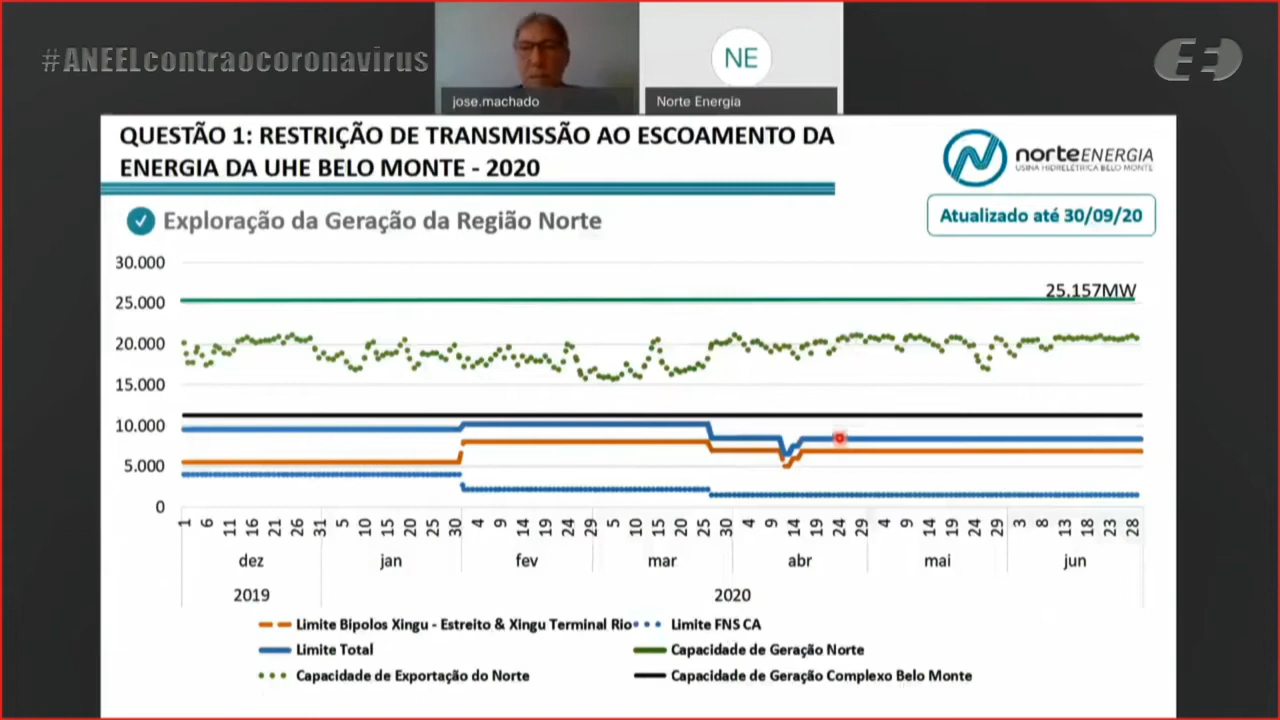 #ANEELcontraocoronavirus
NE
jose.machado
Norte Energia
QUESTÃO 1: RESTRIÇÃO DE TRANSMISSÃO AO ESCOAMENTO DA
ENERGIA DA UHE BELO MONTE - 2020
norteENERGIA
USINA HIDRELÉTRICA BELO MONTE
Exploração da Geração da Região Norte
Atualizado até 30/09/20
30.000
25.157MW
25.000
20.000
15.000
10.000
5.000
0
1 6 11 16 21 26 31 5 10 15 20 25 30 4 9 14 19 24 29 5 10 15 20 25 30 4 9 14 19 24 29 4 9 14 19 24 29 3 8 13 18 23 28
dez jan fev mar abr mai jun
2019 2020
Limite Bipolos Xingu - Estreito & Xingu Terminal Rio Limite FNS CA
Limite Total Capacidade de Geração Norte
Capacidade de Exportação do Norte Capacidade de Geração Complexo Belo Monte